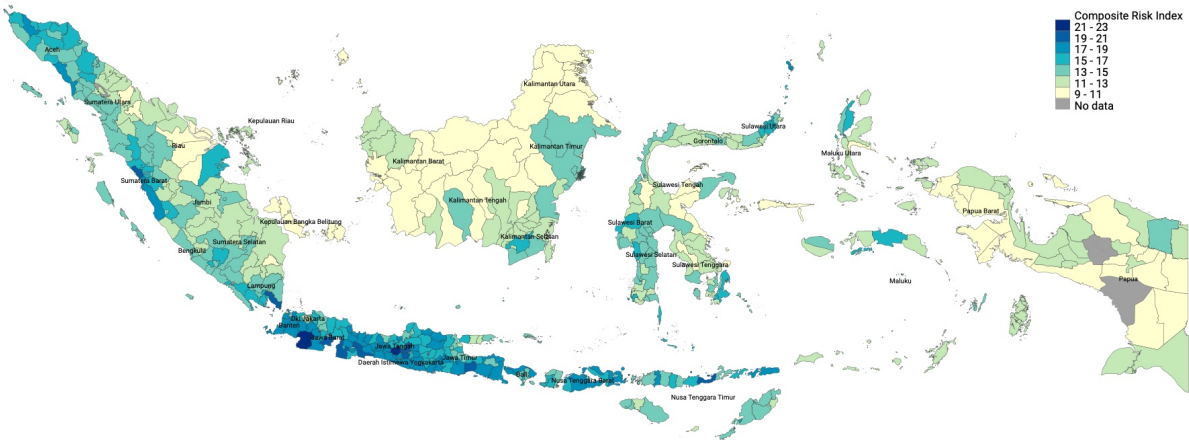 Composite Risk Index
21 - 23
19 - 21
17 - 19
15 - 17
13 - 15
11 - 13
9 - 11
No data
Aceh
Sumatera Utara
Kepulauan Riau
Riau
Sumatera Barat
Jambi
Kepulauan Bangka Belitung
Sumatera Selatan
Bengkulu
Lampung
Dki Jakarta
Banten
Jawa Barat
Jawa Tengah
Jawa Timur
Daerah Istimewa Yogyakarta
Bali
Nusa Tenggara Barat
Nusa Tenggara Timur
Kalimantan Utara
Kalimantan Timur
Kalimantan Barat
Kalimantan Tengah
Kalimantan Selatan
Sulawesi Utara
Gorontalo
Sulawesi Tengah
Sulawesi Barat
Sulawesi Selatan
Sulawesi Tenggara
Maluku Utara
Maluku
Papua Barat
Papua